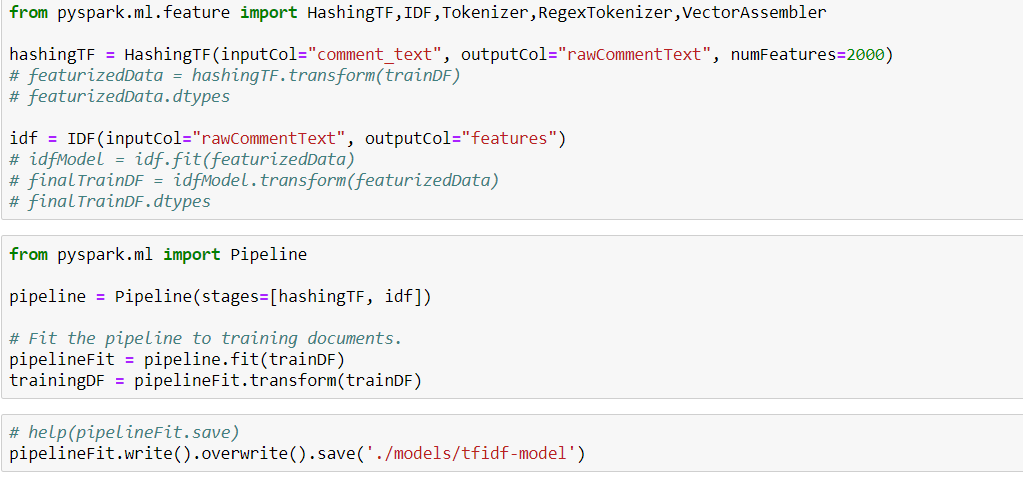 from pyspark.ml.feature import HashingTF,IDF,Tokenizer,RegexTokenizer,VectorAssembler
hashingTF = HashingTF(inputCol="comment_text", outputCol="rawCommentText", numFeatures=2000)
# featurizedData = hashingTF.transform(trainDF)
# featurizedData.dtypes
idf = IDF(inputCol="rawCommentText", outputCol="features")
# idfModel = idf.fit(featurizedData)
# finalTrainDF = idfModel.transform(featurizedData)
# finalTrainDF.dtypes
from pyspark.ml import Pipeline
pipeline = Pipeline(stages=[hashingTF, idf])
# Fit the pipeline to training documents.
pipelineFit = pipeline.fit(trainDF)
trainingDF = pipelineFit.transform(trainDF)
# help(pipelineFit.save)
pipelineFit.write().overwrite().save('./models/tfidf-model')